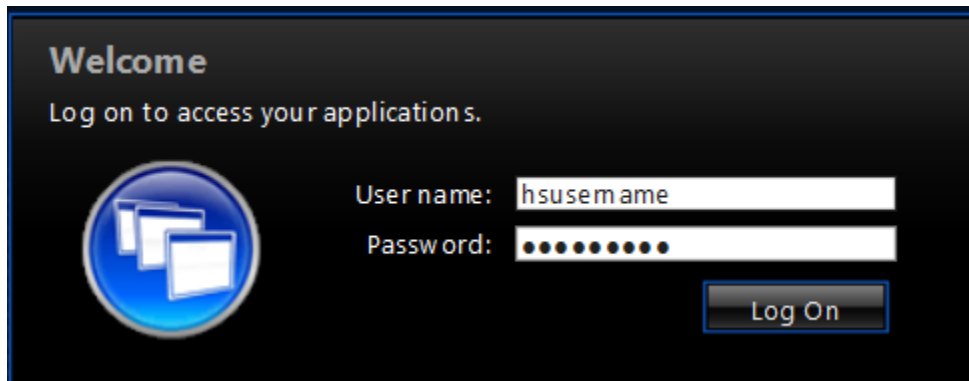 Welcome
Log on to access your applications.
User name: hsusername
Password: ●●●●●●●●●
Log On